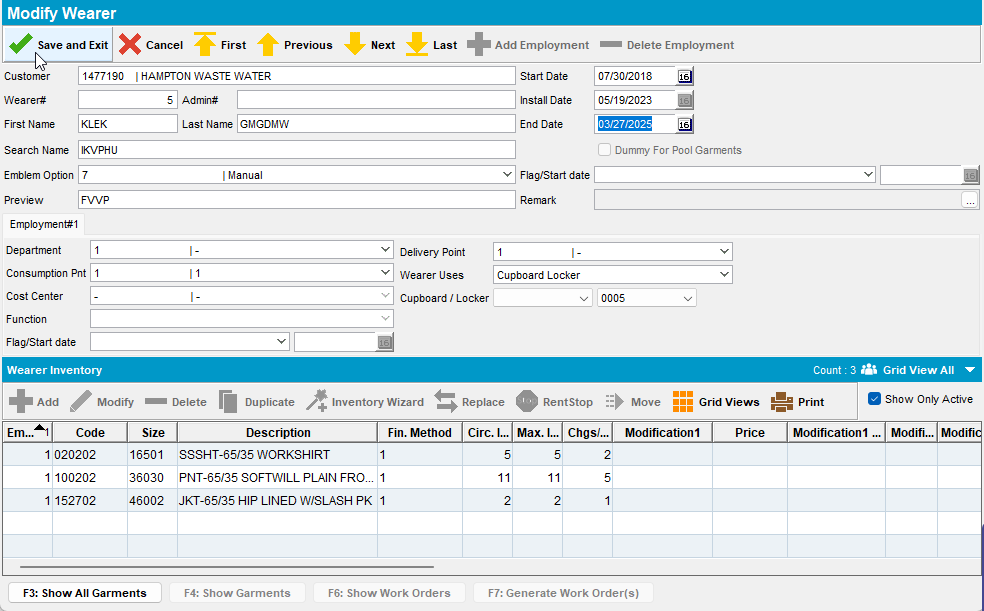 Modify Wearer
Save and Exit Cancel First Previous Next Last Add Employment Delete Employment
Customer 1477190 | HAMPTON WASTE WATER Start Date 07/30/2018 16
Wearer# 5 Admin# Install Date 05/19/2023 16
First Name KLEK Last Name GMGDMW End Date 03/27/2025 16
Search Name IKVPHU Dummy For Pool Garments
Emblem Option 7 | Manual Flag/Start date 16
Preview FVVP Remark ...
Employment#1
Department 1 | - Delivery Point 1 | -
Consumption Pnt 1 | 1 Wearer Uses Cupboard Locker
Cost Center - | - Cupboard / Locker 0005
Function
Flag/Start date 16
Wearer Inventory Count : 3 Grid View All
Add Modify Delete Duplicate Inventory Wizard Replace RentStop Move Grid Views Print Show Only Active
Em... 1 Code Size Description Fin. Method Circ. I... Max. I... Chgs/... Modification1 Price Modification1 ... Modifi... Modific
1 020202 16501 SSSHT-65/35 WORKSHIRT 1 5 5 2
1 100202 36030 PNT-65/35 SOFTWILL PLAIN FRO... 1 11 11 5
1 152702 46002 JKT-65/35 HIP LINED W/SLASH PK 1 2 2 1
F3: Show All Garments F4: Show Garments F6: Show Work Orders F7: Generate Work Order(s)